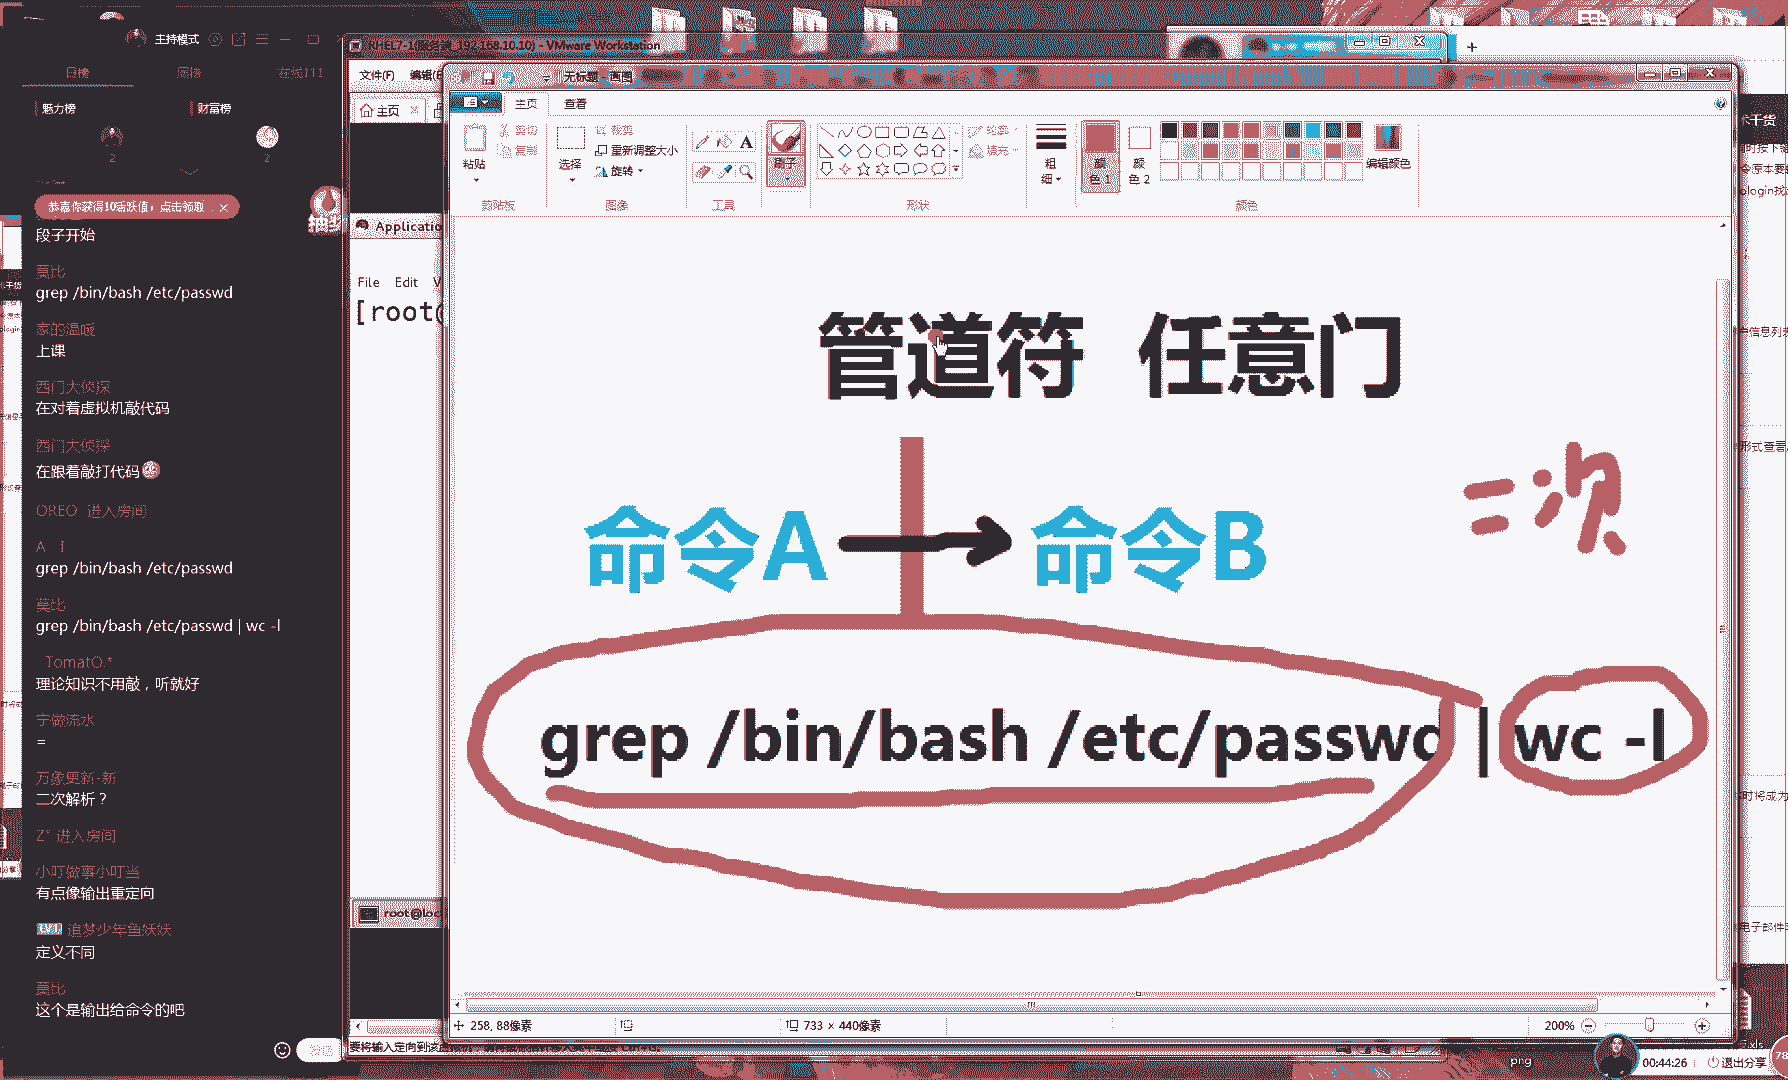 主持模式
日榜
周榜
在线111
魅力榜
财富榜
2
2
恭喜你获得10活跃值，点击领取
段子开始
莫比
grep /bin/bash /etc/passwd
家的温暖
上课
西门大侦探
在对着虚拟机敲代码
西门大侦探
在跟着敲打代码
OREO 进入房间
grep /bin/bash /etc/passwd
莫比
grep /bin/bash /etc/passwd | wc -l
TomatO.*
理论知识不用敲，听就好
宁做流水
=
万象更新-新
二次解析？
Z° 进入房间
小叮做事小叮当
有点像输出重定向
追梦少年鱼妖妖
定义不同
莫比
这个是输出给命令的吧
发送
RHEL7-1(服务端_192.168.10.10) - VMware Workstation
文件(F)
主页
Applicatio
File Edit V
[root@
root@loc
无标题 - 画图
主页
查看
粘贴
剪切
复制
剪贴板
选择
裁剪
重新调整大小
旋转
图像
工具
刷子
形状
轮廓
填充
粗细
颜色 1
颜色 2
编辑颜色
颜色
管道符 任意门
命令A
命令B
二次
grep /bin/bash /etc/passwd | wc -l
258, 88像素
733 × 440像素
200%
png
00:44:26
退出分享